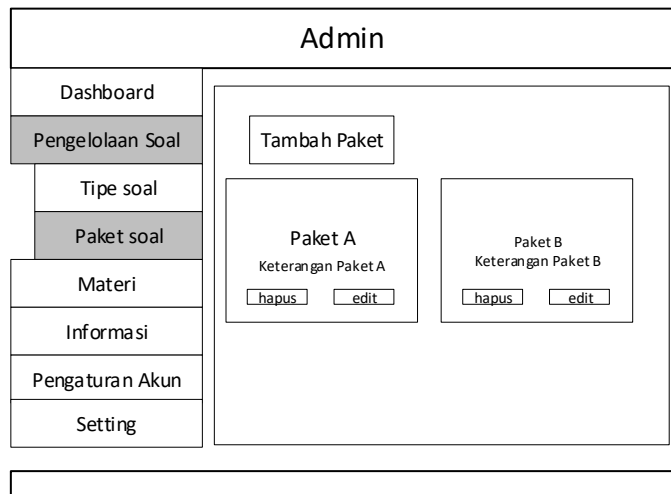 Admin
Dashboard
Pengelolaan Soal
Tipe soal
Paket soal
Materi
Informasi
Pengaturan Akun
Setting
Tambah Paket
Paket A
Keterangan Paket A
hapus edit
Paket B
Keterangan Paket B
hapus edit